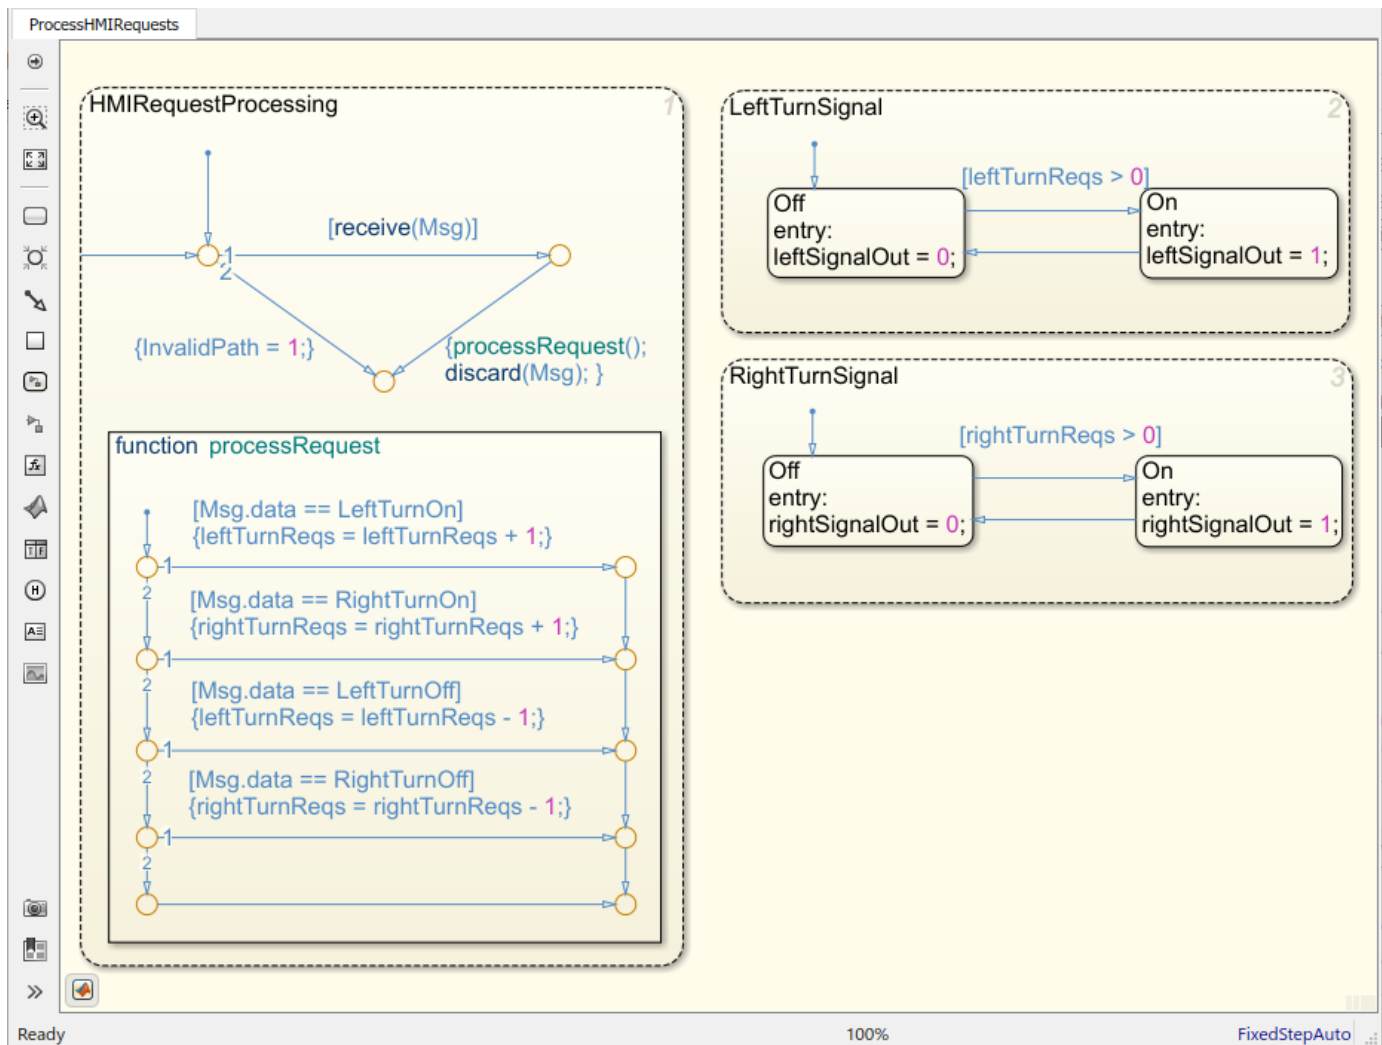 ProcessHMIRequests
HMIRequestProcessing
1
[receive(Msg)]
1
2
{InvalidPath = 1;}
{processRequest();
discard(Msg); }
function processRequest
[Msg.data == LeftTurnOn]
{leftTurnReqs = leftTurnReqs + 1;}
1
2
[Msg.data == RightTurnOn]
{rightTurnReqs = rightTurnReqs + 1;}
1
2
[Msg.data == LeftTurnOff]
{leftTurnReqs = leftTurnReqs - 1;}
1
2
[Msg.data == RightTurnOff]
{rightTurnReqs = rightTurnReqs - 1;}
1
2
LeftTurnSignal
2
[leftTurnReqs > 0]
Off
entry:
leftSignalOut = 0;
On
entry:
leftSignalOut = 1;
RightTurnSignal
3
[rightTurnReqs > 0]
Off
entry:
rightSignalOut = 0;
On
entry:
rightSignalOut = 1;
Ready
100%
FixedStepAuto